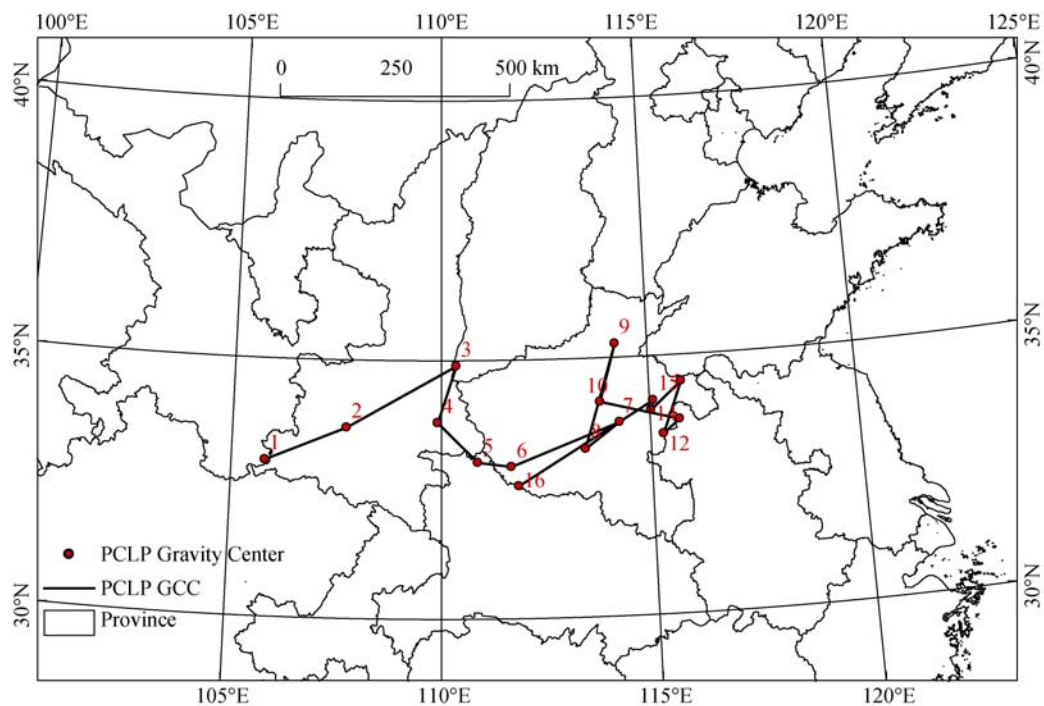 100°E 105°E 110°E 115°E 120°E 125°E
0 250 500 km
40°N 40°N
9
35°N 35°N
3
10 7
4
8 12
1 2 5 6
16
PCLP Gravity Center
PCLP GCC
30°N Province 30°N
105°E 110°E 115°E 120°E